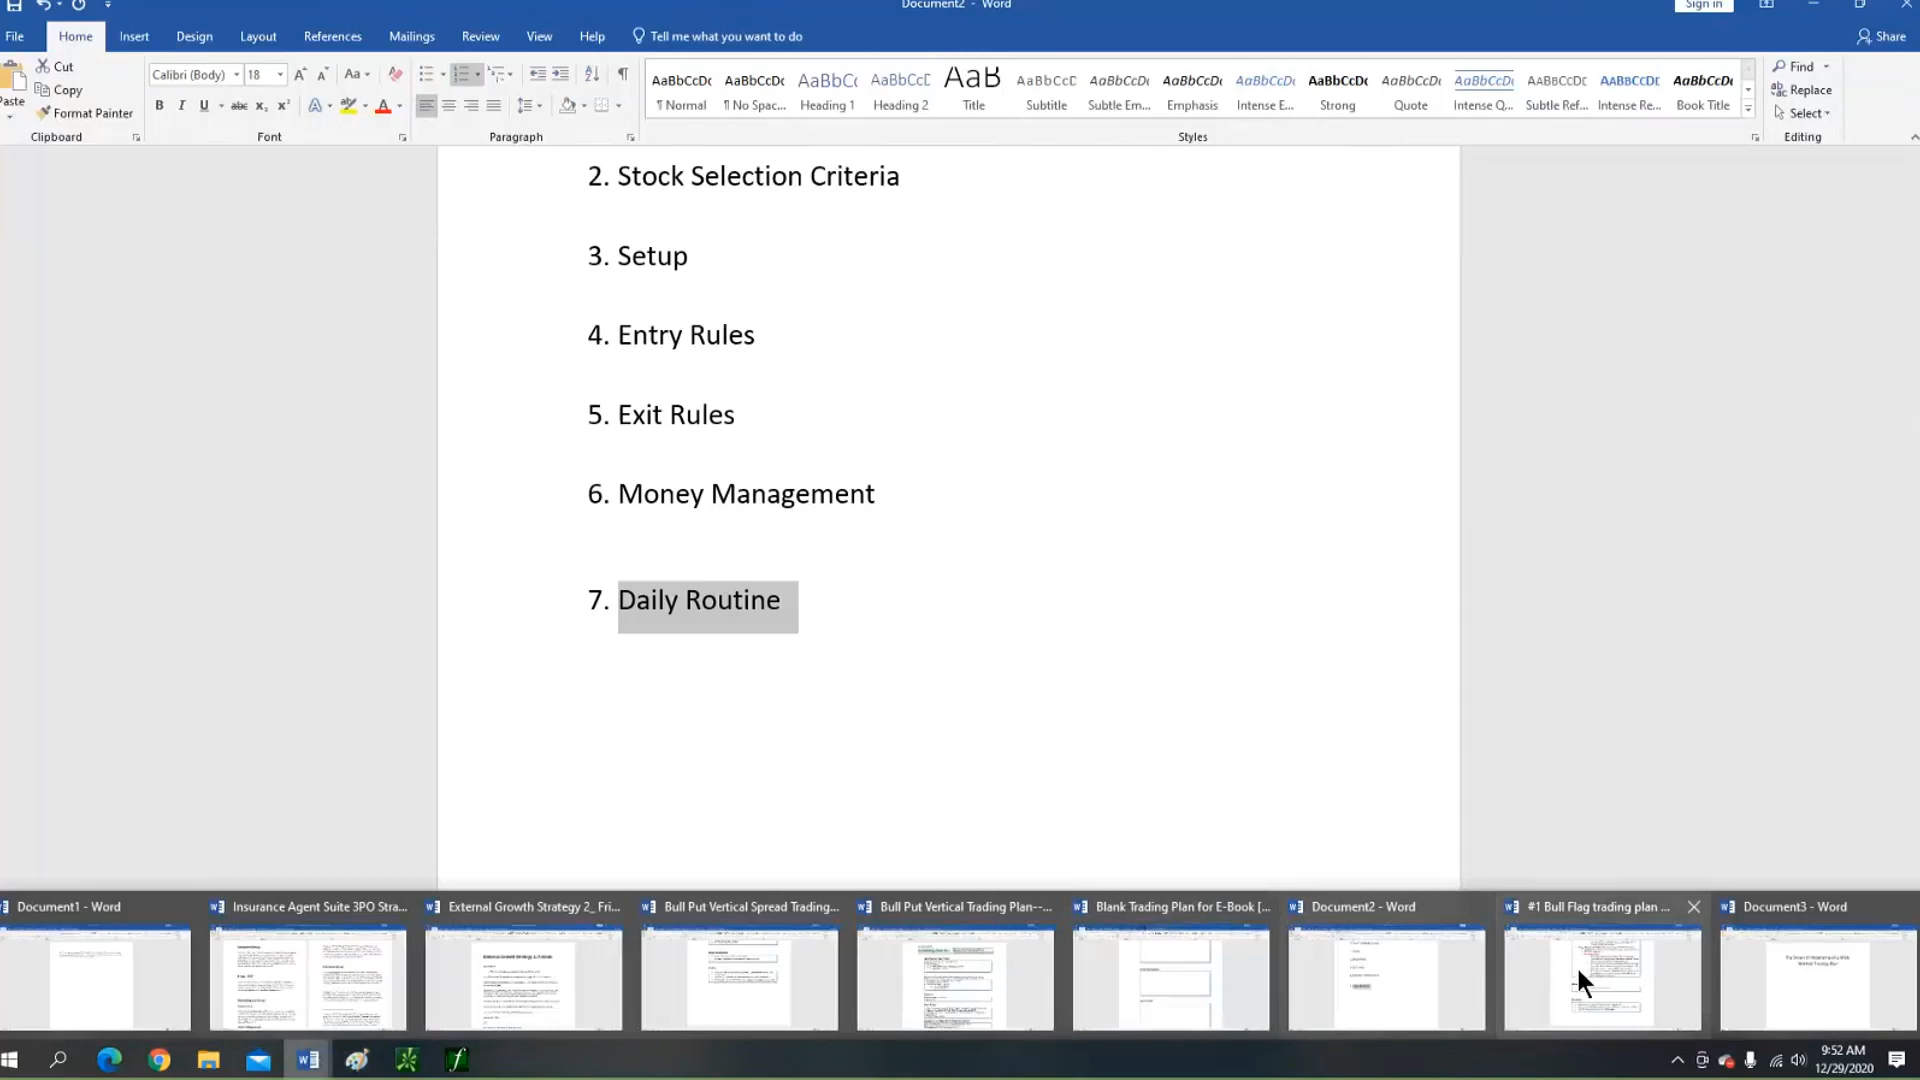 Document2 - Word
Sign in
File Home Insert Design Layout References Mailings Review View Help Tell me what you want to do
Share
Paste
Cut
Copy
Format Painter
Clipboard
Calibri (Body) 18 Aa
B I U abc x₂ x² A A
Font
Paragraph
AaBbCcDc AaBbCcDc AaBbCc AaBbCcD AaB AaBbCcD AaBbCcDc AaBbCcDc AaBbCcDc AaBbCcDc AaBbCcDc AaBbCcDc AABBCCDC AABBCCDC AaBbCcDc
¶ Normal ¶ No Spac... Heading 1 Heading 2 Title Subtitle Subtle Em... Emphasis Intense E... Strong Quote Intense Q... Subtle Ref... Intense Re... Book Title
Styles
Find
Replace
Select
Editing
2. Stock Selection Criteria
3. Setup
4. Entry Rules
5. Exit Rules
6. Money Management
7. Daily Routine
Document1 - Word
Insurance Agent Suite 3PO Stra...
External Growth Strategy 2_ Fri...
Bull Put Vertical Spread Trading...
Bull Put Vertical Trading Plan--...
Blank Trading Plan for E-Book [...
Document2 - Word
#1 Bull Flag trading plan ...
Document3 - Word
9:52 AM
12/29/2020